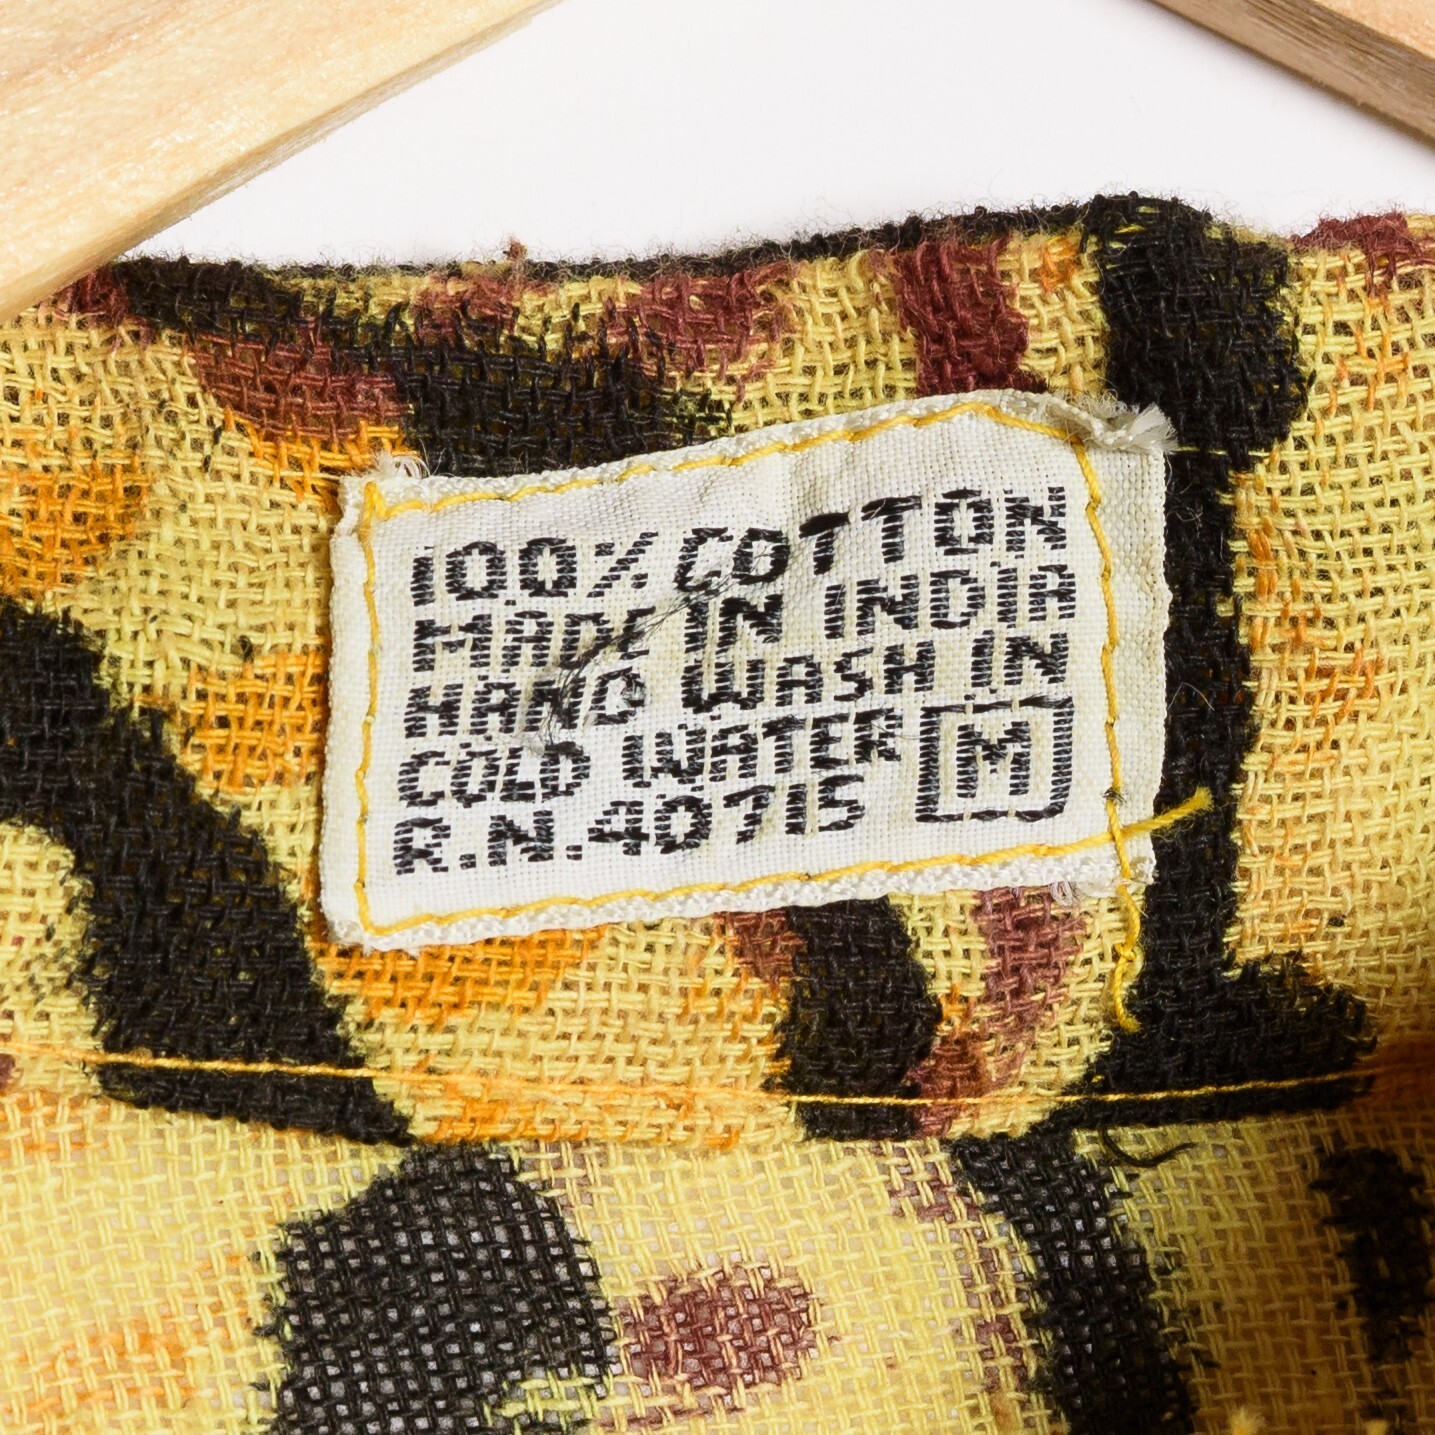 100% COTTON
MADE IN INDIA
HAND WASH IN
COLD WATER
R.N.40715
M